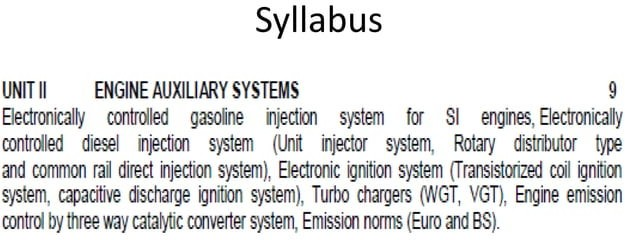 Syllabus
UNIT II ENGINE AUXILIARY SYSTEMS 9
Electronically controlled gasoline injection system for SI engines, Electronically
controlled diesel injection system (Unit injector system, Rotary distributor type
and common rail direct injection system), Electronic ignition system (Transistorized coil ignition
system, capacitive discharge ignition system), Turbo chargers (WGT, VGT), Engine emission
control by three way catalytic converter system, Emission norms (Euro and BS).